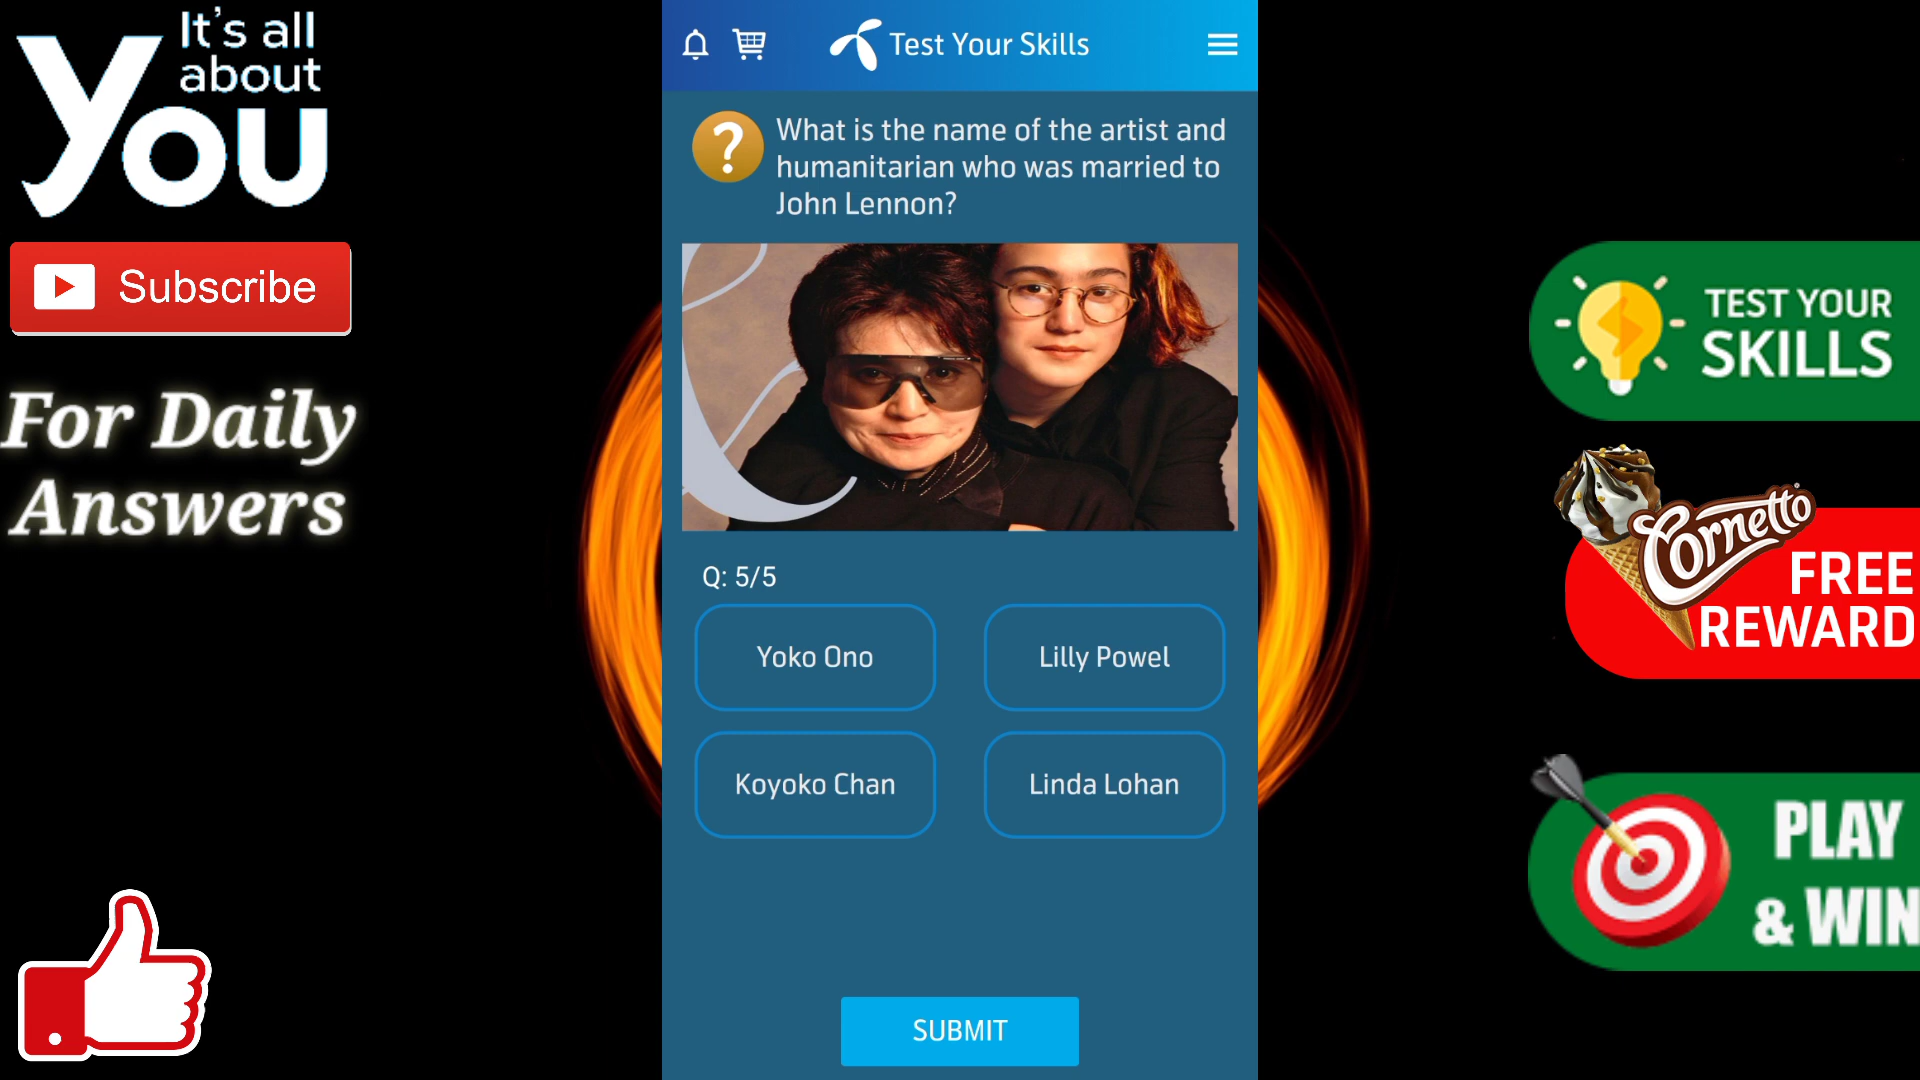 It's all
about
you
Subscribe
For Daily
Answers
Test Your Skills
?
What is the name of the artist and
humanitarian who was married to
John Lennon?
Q: 5/5
Yoko Ono
Lilly Powel
Koyoko Chan
Linda Lohan
SUBMIT
TEST YOUR
SKILLS
Cornetto
FREE
REWARD
PLAY
& WIN